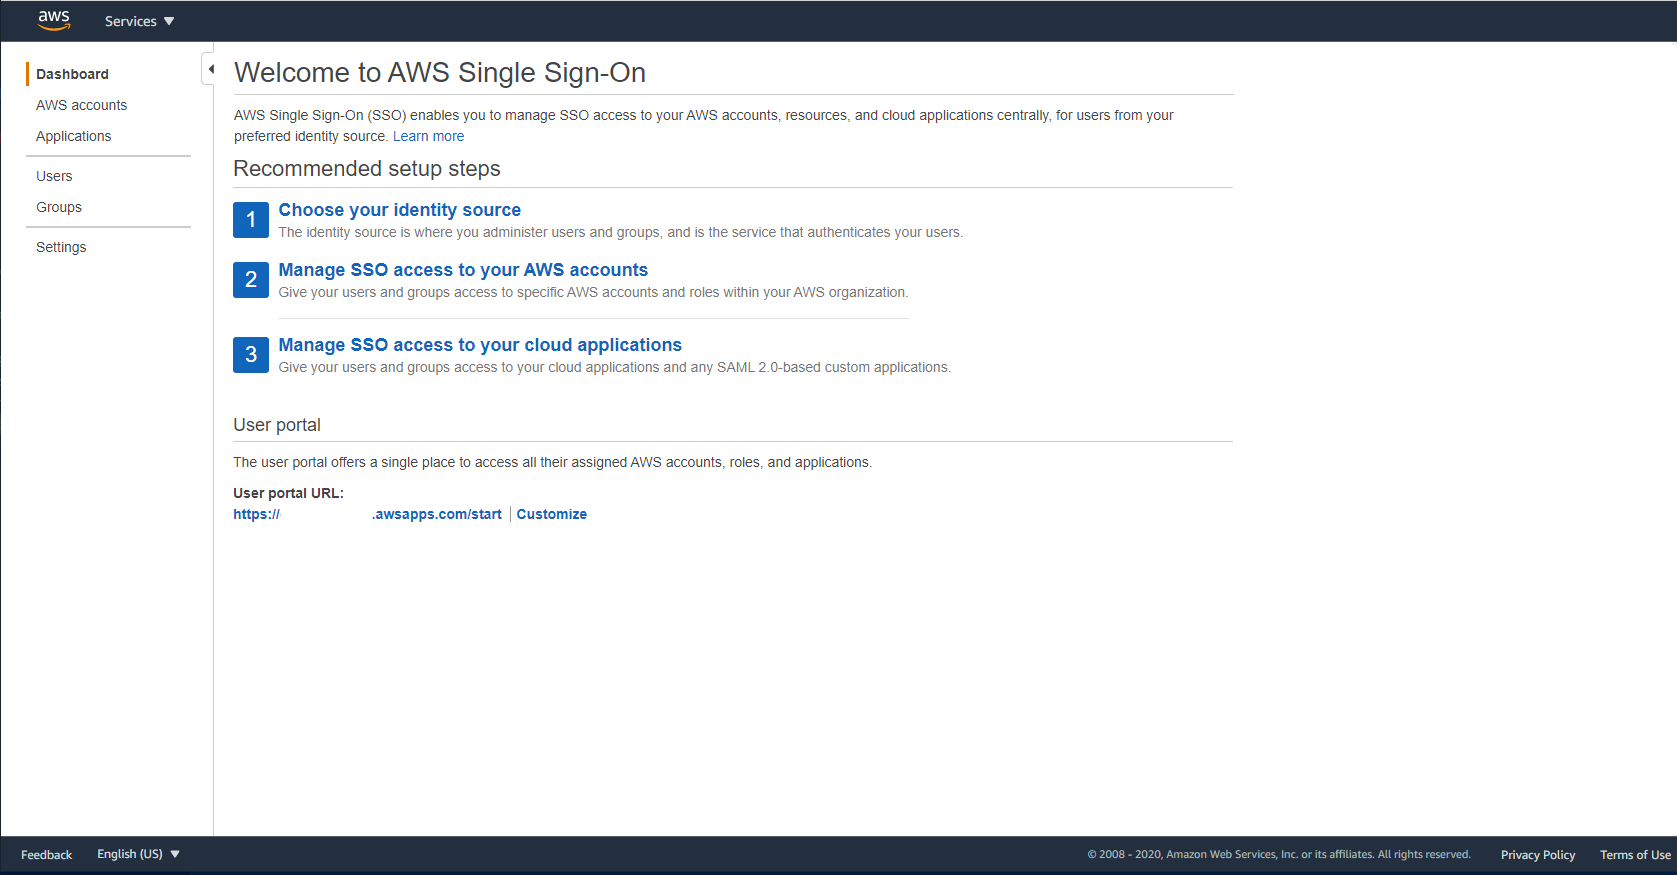 aws
Services
Dashboard
AWS accounts
Applications
Users
Groups
Settings
Welcome to AWS Single Sign-On
AWS Single Sign-On (SSO) enables you to manage SSO access to your AWS accounts, resources, and cloud applications centrally, for users from your
preferred identity source. Learn more
Recommended setup steps
1
Choose your identity source
The identity source is where you administer users and groups, and is the service that authenticates your users.
2
Manage SSO access to your AWS accounts
Give your users and groups access to specific AWS accounts and roles within your AWS organization.
3
Manage SSO access to your cloud applications
Give your users and groups access to your cloud applications and any SAML 2.0-based custom applications.
User portal
The user portal offers a single place to access all their assigned AWS accounts, roles, and applications.
User portal URL:
https:// .awsapps.com/start | Customize
Feedback English (US) © 2008 - 2020, Amazon Web Services, Inc. or its affiliates. All rights reserved. Privacy Policy Terms of Use